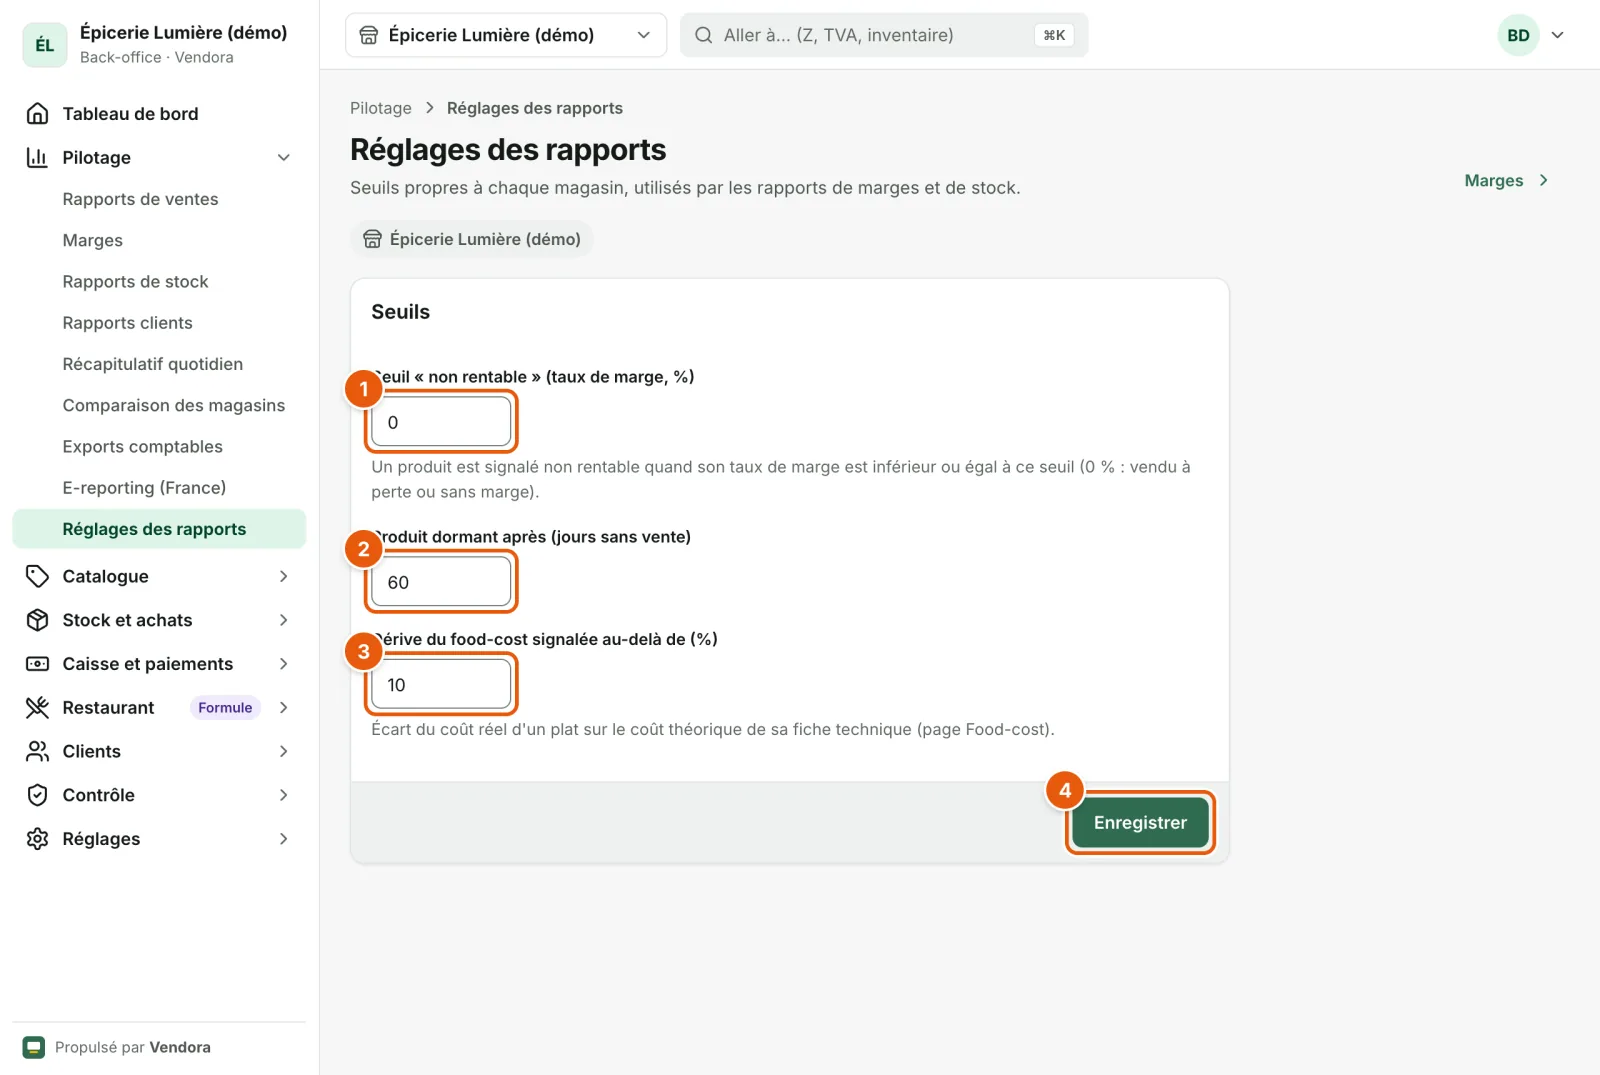 ÉL
Épicerie Lumière (démo)
Back-office · Vendora
Tableau de bord
Pilotage
Rapports de ventes
Marges
Rapports de stock
Rapports clients
Récapitulatif quotidien
Comparaison des magasins
Exports comptables
E-reporting (France)
Réglages des rapports
Catalogue
Stock et achats
Caisse et paiements
Restaurant Formule
Clients
Contrôle
Réglages
Propulsé par Vendora
Épicerie Lumière (démo)
Aller à... (Z, TVA, inventaire) ⌘K
BD
Pilotage > Réglages des rapports
Réglages des rapports
Seuils propres à chaque magasin, utilisés par les rapports de marges et de stock.
Marges >
Épicerie Lumière (démo)
Seuils
1
Seuil « non rentable » (taux de marge, %)
0
Un produit est signalé non rentable quand son taux de marge est inférieur ou égal à ce seuil (0 % : vendu à
perte ou sans marge).
2
Produit dormant après (jours sans vente)
60
3
Dérive du food-cost signalée au-delà de (%)
10
Écart du coût réel d'un plat sur le coût théorique de sa fiche technique (page Food-cost).
4
Enregistrer